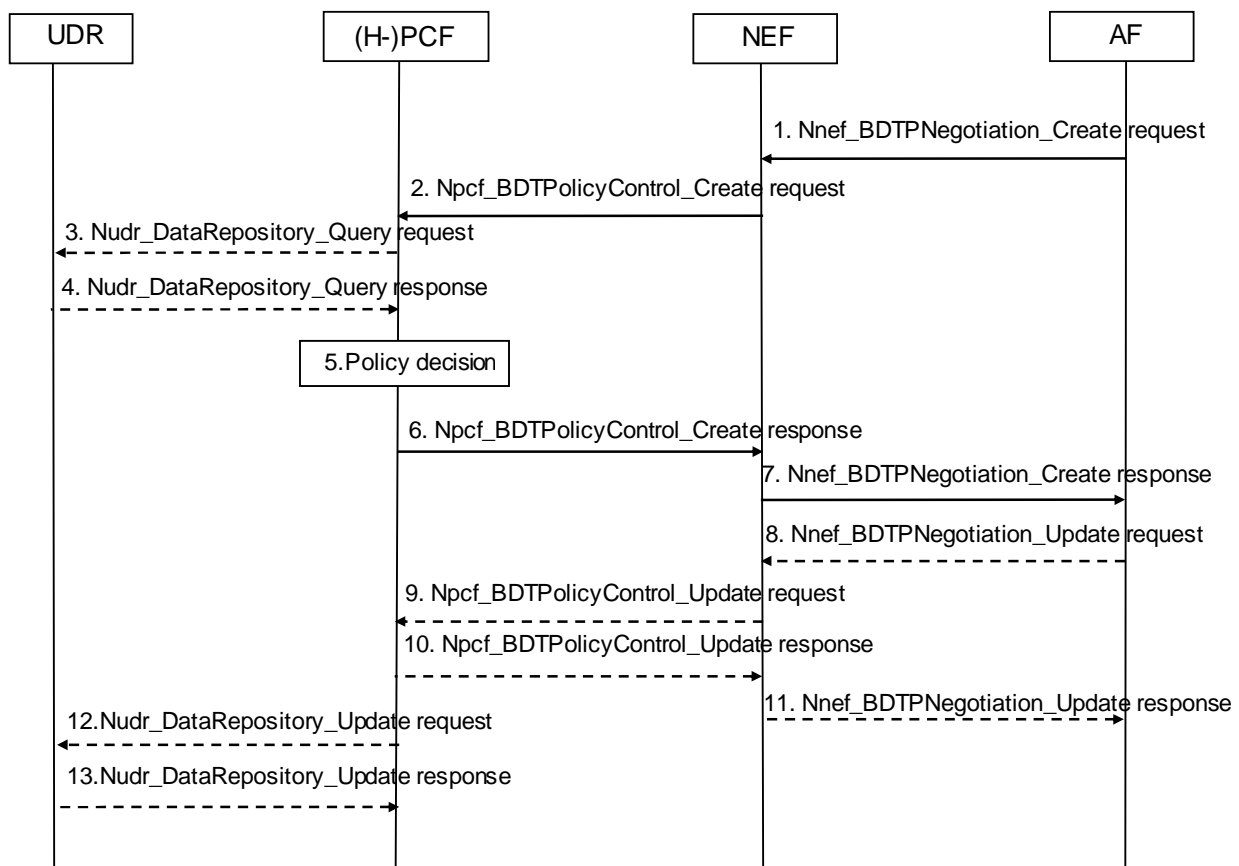 UDR
(H-)PCF
NEF
AF
1. Nnef_BDTPNegotiation_Create request
2. Npcf_BDTPolicyControl_Create request
3. Nudr_DataRepository_Query request
4. Nudr_DataRepository_Query response
5.Policy decision
6. Npcf_BDTPolicyControl_Create response
7. Nnef_BDTPNegotiation_Create response
8. Nnef_BDTPNegotiation_Update request
9. Npcf_BDTPolicyControl_Update request
10. Npcf_BDTPolicyControl_Update response
11. Nnef_BDTPNegotiation_Update response
12.Nudr_DataRepository_Update request
13.Nudr_DataRepository_Update response